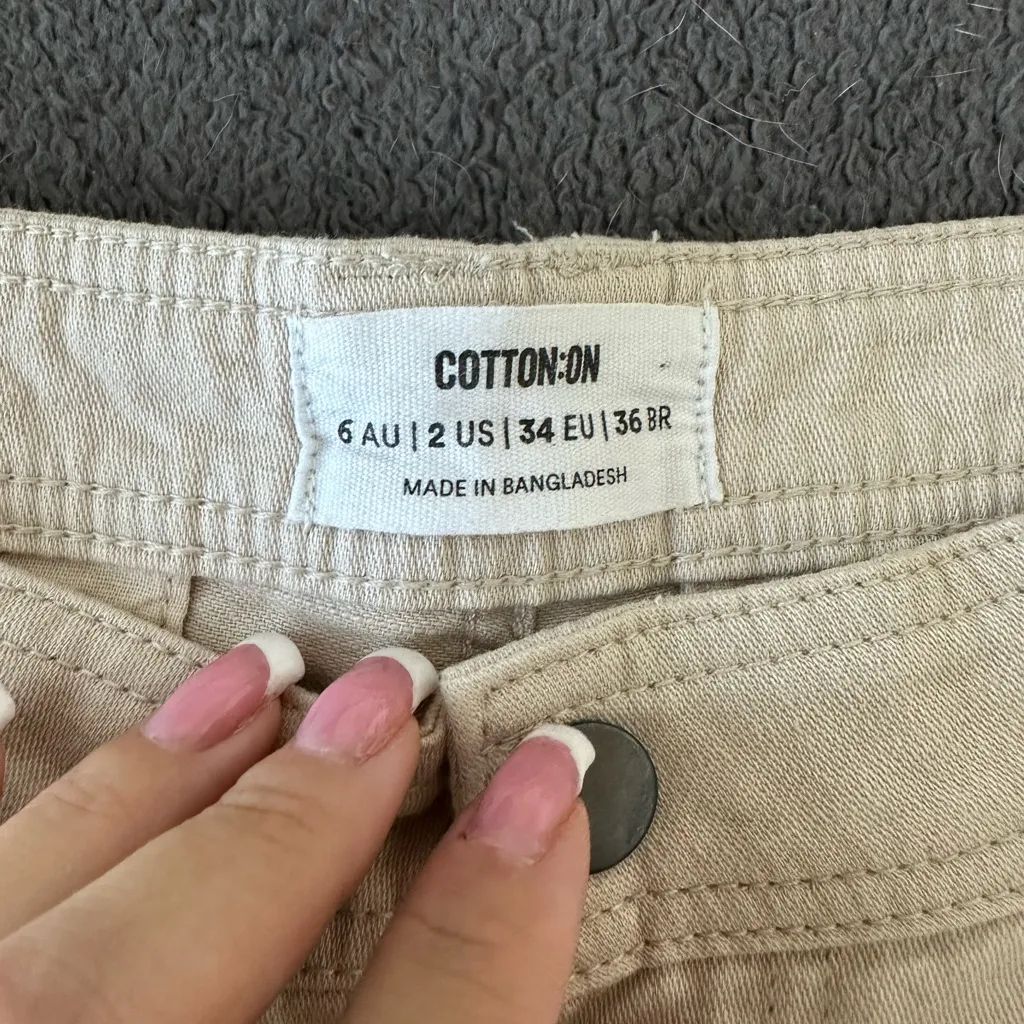 COTTON:ON
6 AU | 2 US | 34 EU | 36 BR
MADE IN BANGLADESH